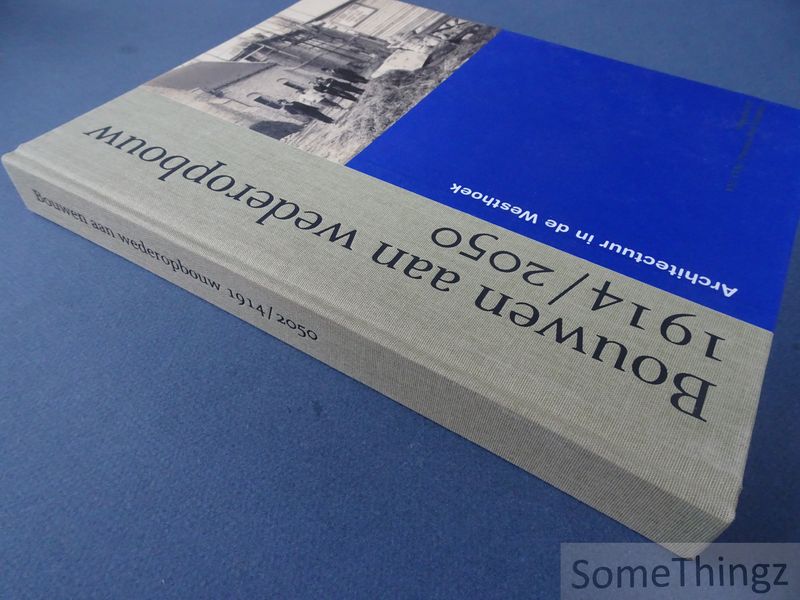 Bouwen aan wederopbouw
1914/2050
Architectuur in de Westhoek
Bouwen aan wederopbouw 1914/2050
SomeThingz